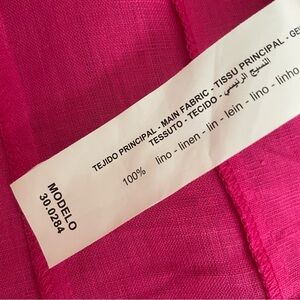 TEJIDO PRINCIPAL - MAIN FABRIC - TISSU PRINCIPAL - GE
TESSUTO - TECIDO - النسيج الرئيسي
100% lino - linen - lin - lein - lino - linho
MODELO
30.0284